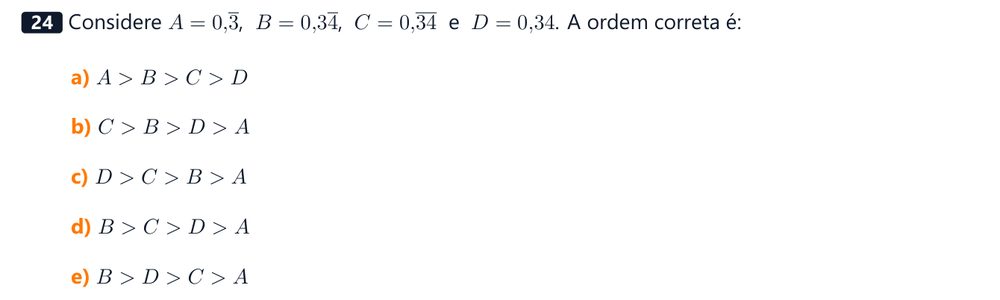 24 Considere A = 0,3̅, B = 0,34̅, C = 0,3̅4̅ e D = 0,34. A ordem correta é:
a) A > B > C > D
b) C > B > D > A
c) D > C > B > A
d) B > C > D > A
e) B > D > C > A